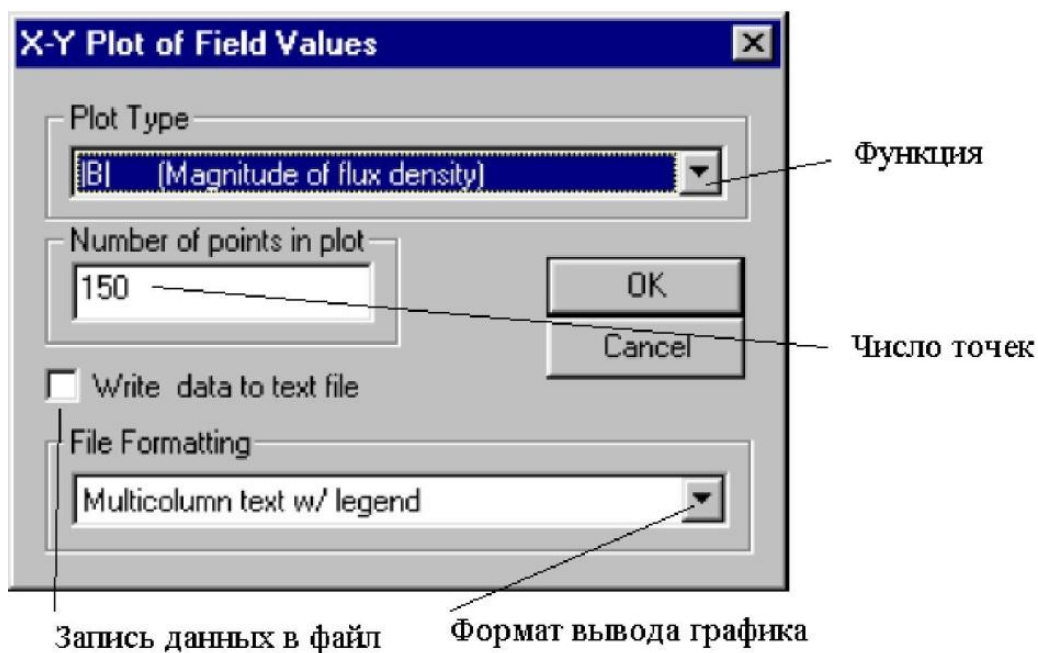 X-Y Plot of Field Values
Plot Type
|B| (Magnitude of flux density)
Функция
Number of points in plot
150
OK
Cancel
Число точек
Write data to text file
File Formatting
Multicolumn text w/ legend
Запись данных в файл
Формат вывода графика